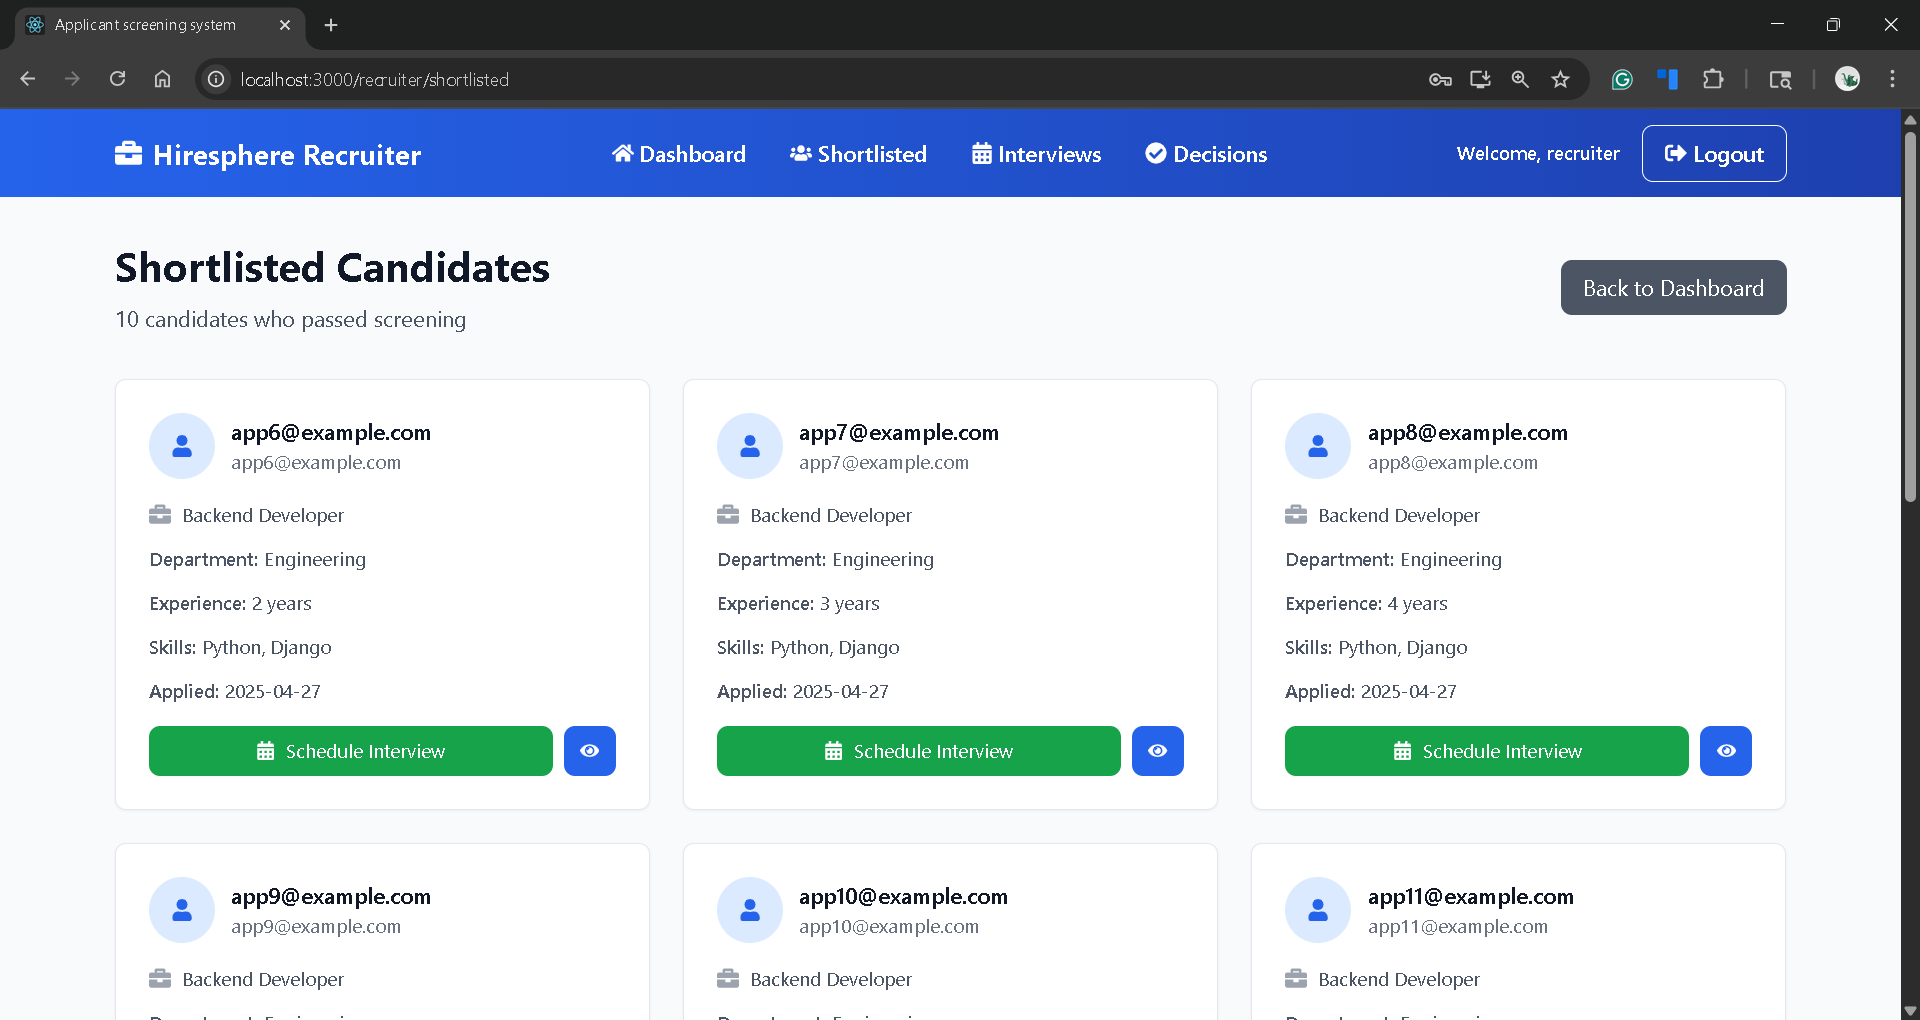 Applicant screening system
localhost:3000/recruiter/shortlisted
Hiresphere Recruiter
Dashboard
Shortlisted
Interviews
Decisions
Welcome, recruiter
Logout
Shortlisted Candidates
10 candidates who passed screening
Back to Dashboard
app6@example.com
app6@example.com
Backend Developer
Department: Engineering
Experience: 2 years
Skills: Python, Django
Applied: 2025-04-27
Schedule Interview
app7@example.com
app7@example.com
Backend Developer
Department: Engineering
Experience: 3 years
Skills: Python, Django
Applied: 2025-04-27
Schedule Interview
app8@example.com
app8@example.com
Backend Developer
Department: Engineering
Experience: 4 years
Skills: Python, Django
Applied: 2025-04-27
Schedule Interview
app9@example.com
app9@example.com
Backend Developer
app10@example.com
app10@example.com
Backend Developer
app11@example.com
app11@example.com
Backend Developer